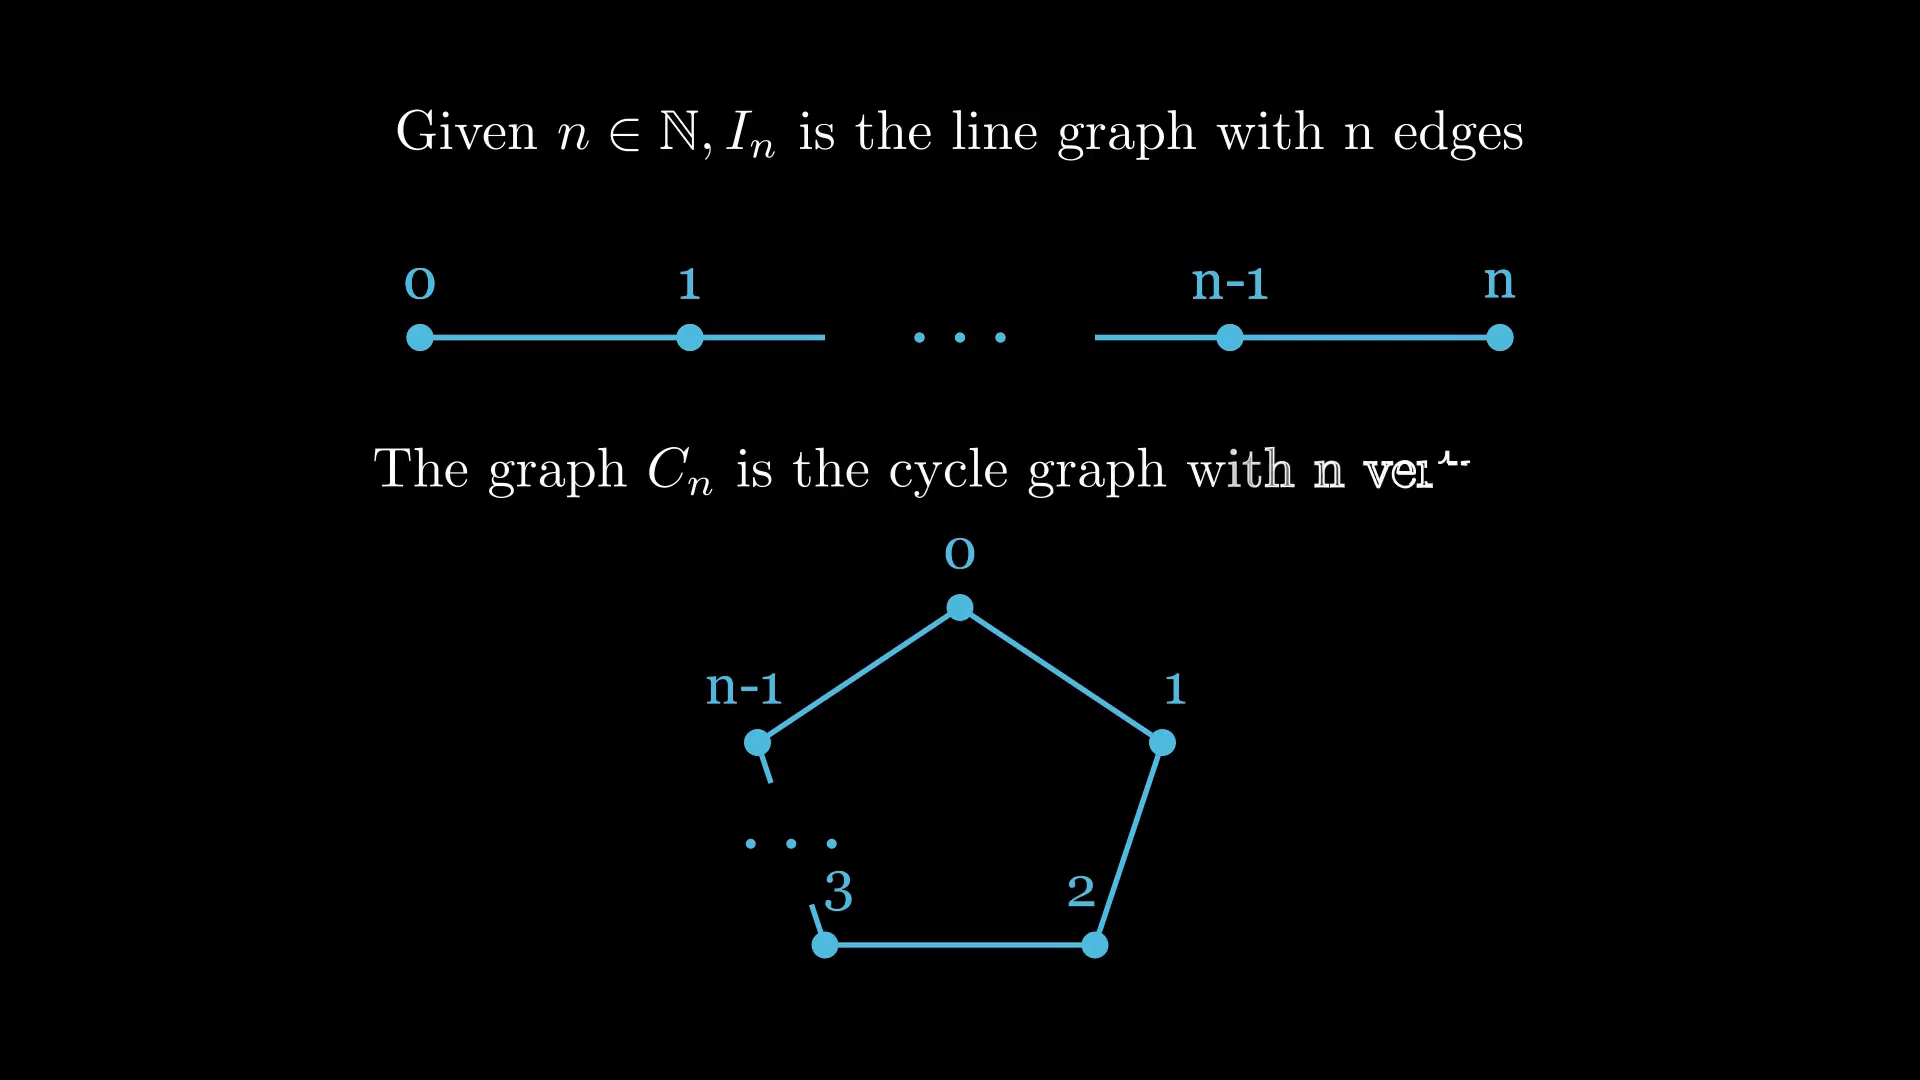 Given n ∈ ℕ, Iₙ is the line graph with n edges
0 1 ... n-1 n
The graph Cₙ is the cycle graph with n
0
n-1 1
...
3 2